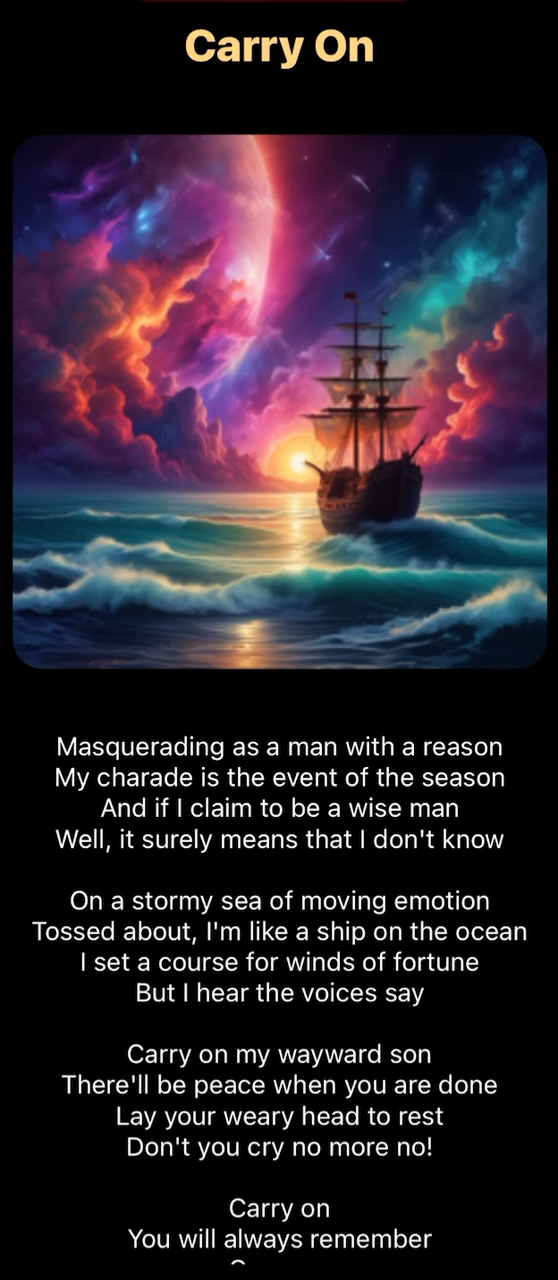 Carry On
Masquerading as a man with a reason
My charade is the event of the season
And if I claim to be a wise man
Well, it surely means that I don't know
On a stormy sea of moving emotion
Tossed about, I'm like a ship on the ocean
I set a course for winds of fortune
But I hear the voices say
Carry on my wayward son
There'll be peace when you are done
Lay your weary head to rest
Don't you cry no more no!
Carry on
You will always remember